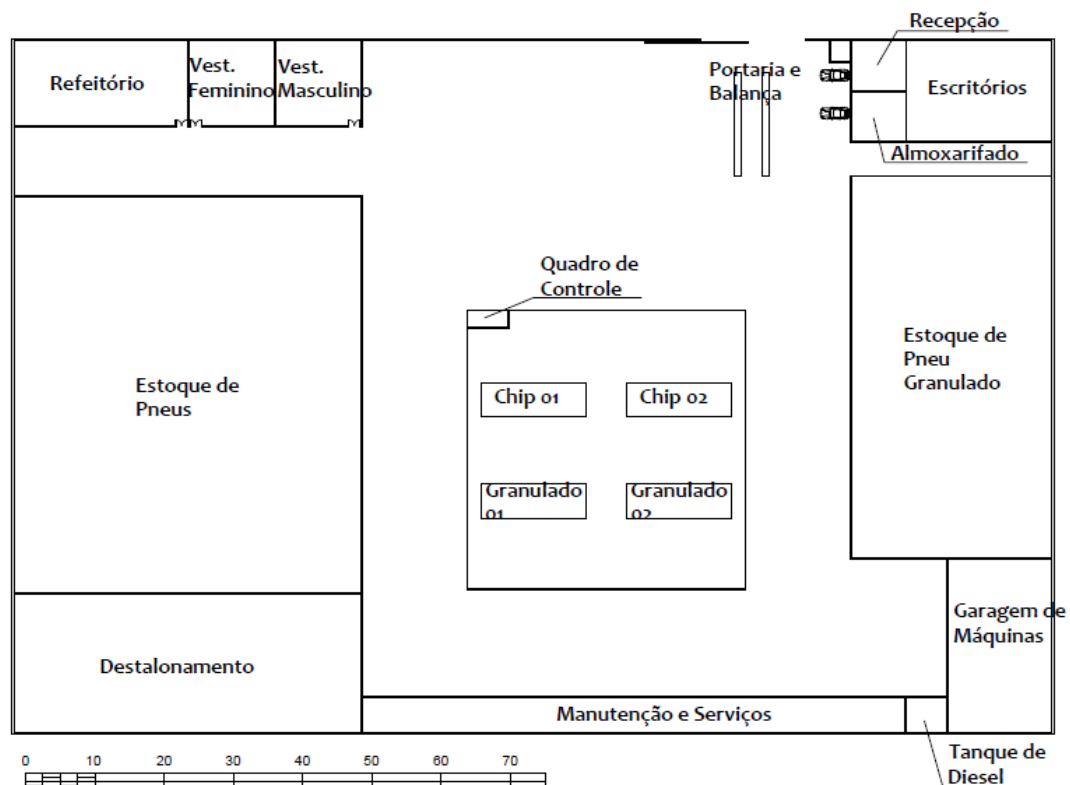 Recepção
Refeitório
Vest.
Feminino
Vest.
Masculino
Portaria e
Balança
Escritórios
Almoxarifado
Quadro de
Controle
Estoque de
Pneus
Estoque de
Pneu
Granulado
Chip 01
Chip 02
Granulado
01
Granulado
02
Destalonamento
Garagem de
Máquinas
Manutenção e Serviços
Tanque de
Diesel
0 10 20 30 40 50 60 70